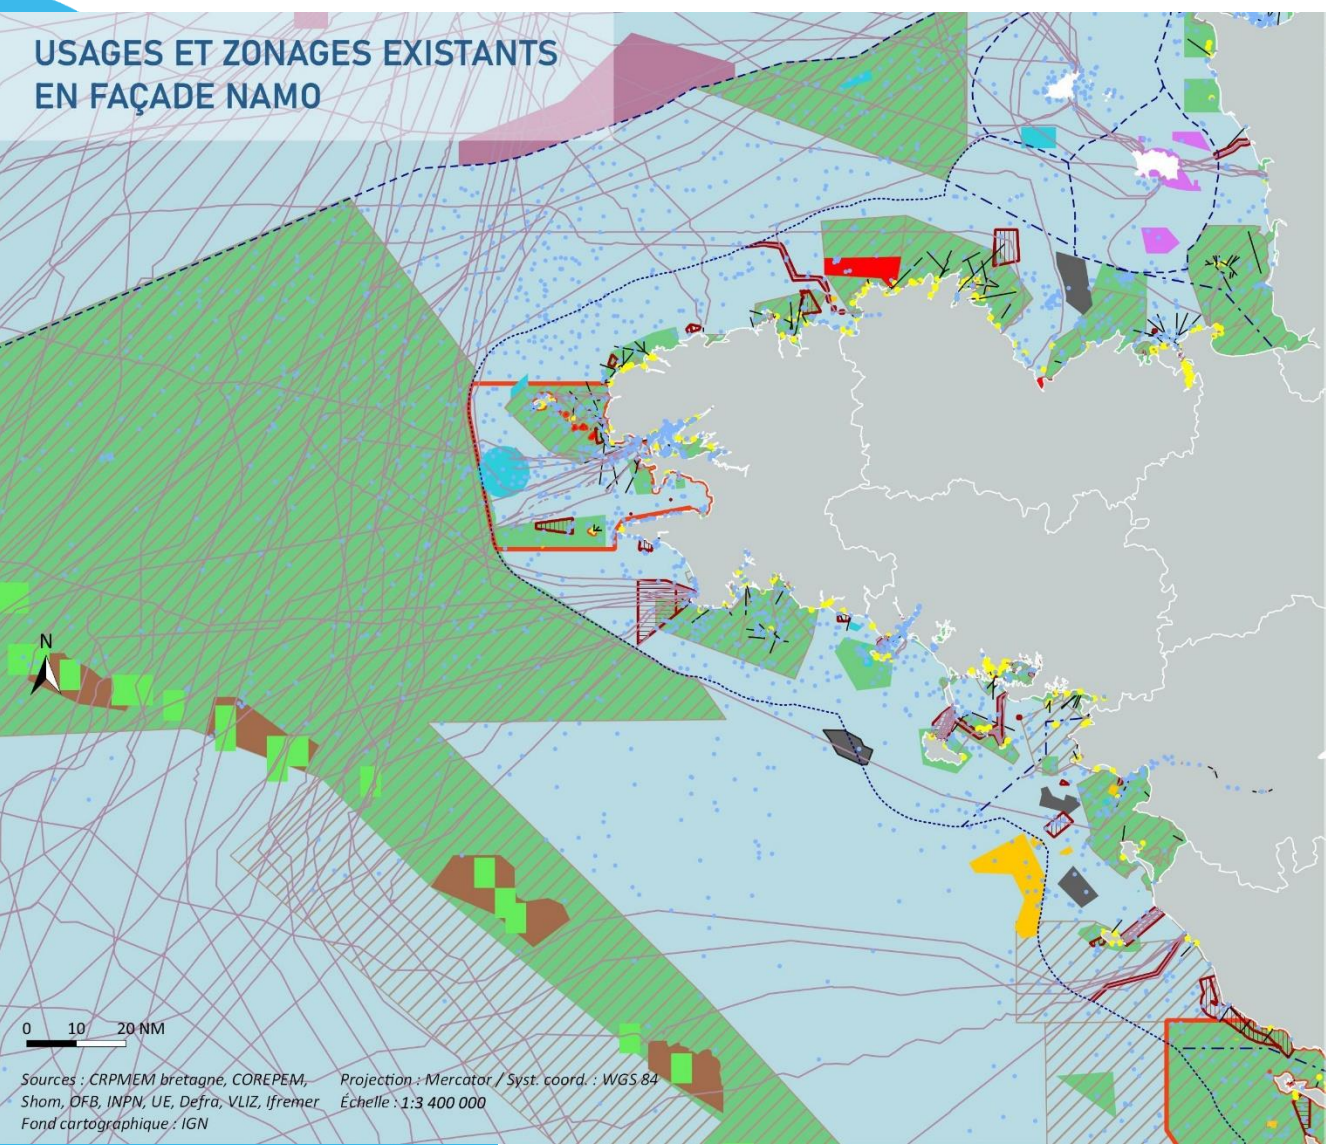 USAGES ET ZONAGES EXISTANTS
EN FAÇADE NAMO
N
0 10 20 NM
Sources : CRPMEM bretagne, COREPEM,
Shom, OFB, INPN, UE, Defra, VLIZ, Ifremer
Fond cartographique : IGN
Projection : Mercator / Syst. coord. : WGS 84
Échelle : 1:3 400 000